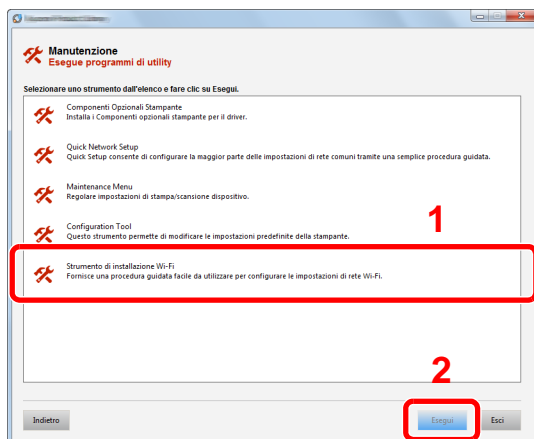 Manutenzione
Esegue programmi di utility
Selezionare uno strumento dall'elenco e fare clic su Esegui.
Componenti Opzionali Stampante
Installa i Componenti opzionali stampante per il driver.
Quick Network Setup
Quick Setup consente di configurare la maggior parte delle impostazioni di rete comuni tramite una semplice procedura guidata.
Maintenance Menu
Regolare impostazioni di stampa/scansione dispositivo.
1
Configuration Tool
Questo strumento permette di modificare le impostazioni predefinite della stampante.
Strumento di installazione Wi-Fi
Fornisce una procedura guidata facile da utilizzare per configurare le impostazioni di rete Wi-Fi.
2
Indietro
Esegui
Esci